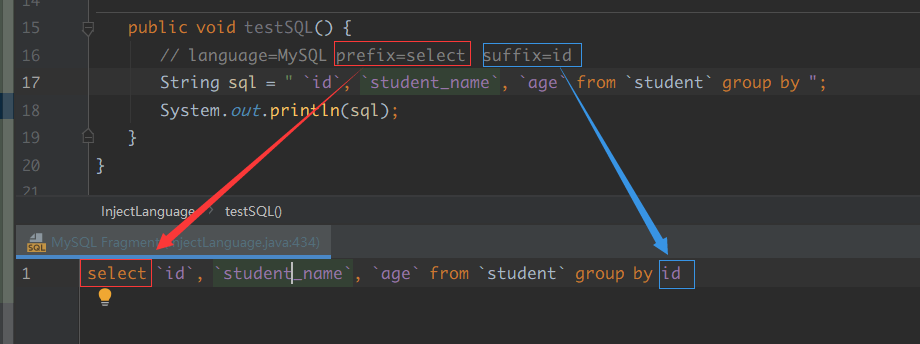 14
15 public void testSQL() {
16 // language=MySQL prefix=select suffix=id
17 String sql = " `id`, `student_name`, `age` from `student` group by ";
18 System.out.println(sql);
19 }
20 }
21
InjectLanguage › testSQL()
SQL MySQL Fragment (InjectLanguage.java:434)
1 select `id`, `student_name`, `age` from `student` group by id